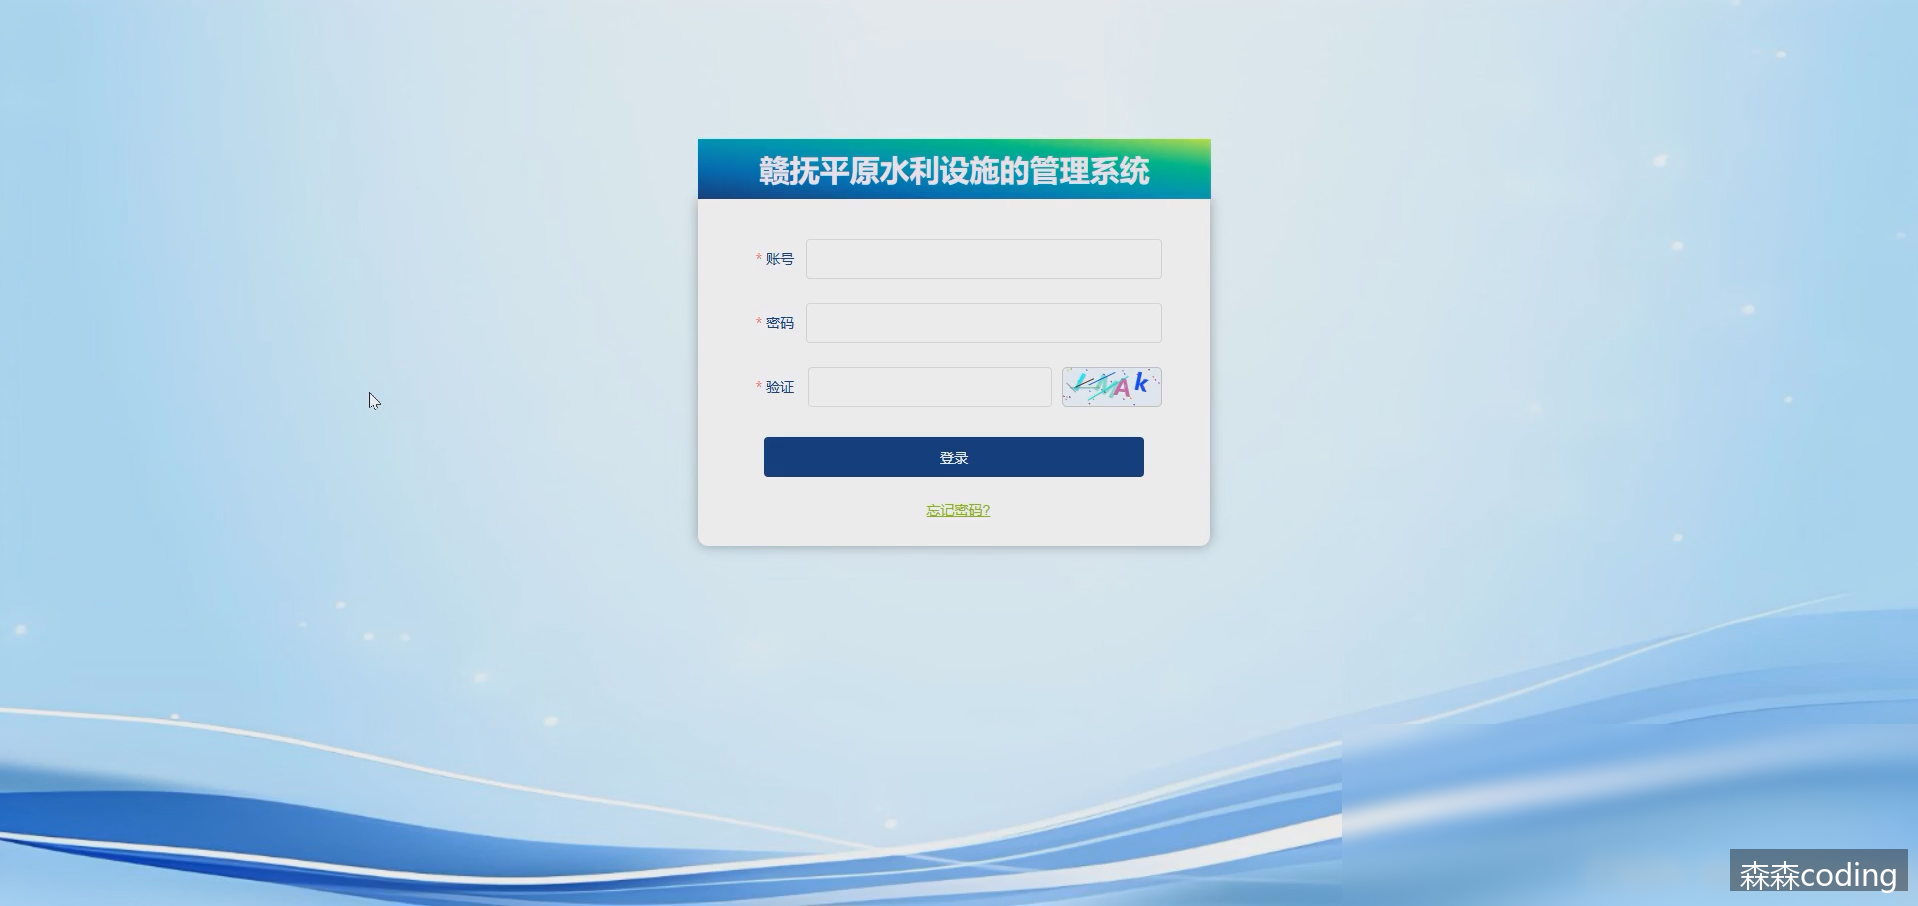 赣抚平原水利设施的管理系统
* 账号
* 密码
* 验证
登录
忘记密码?
森森coding